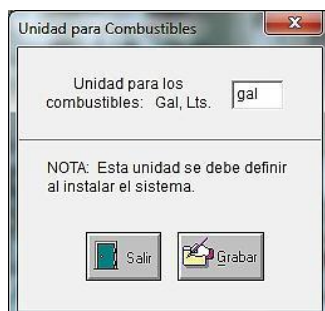 Unidad para Combustibles
Unidad para los
combustibles: Gal, Lts.
gal
NOTA: Esta unidad se debe definir
al instalar el sistema.
Salir
Grabar